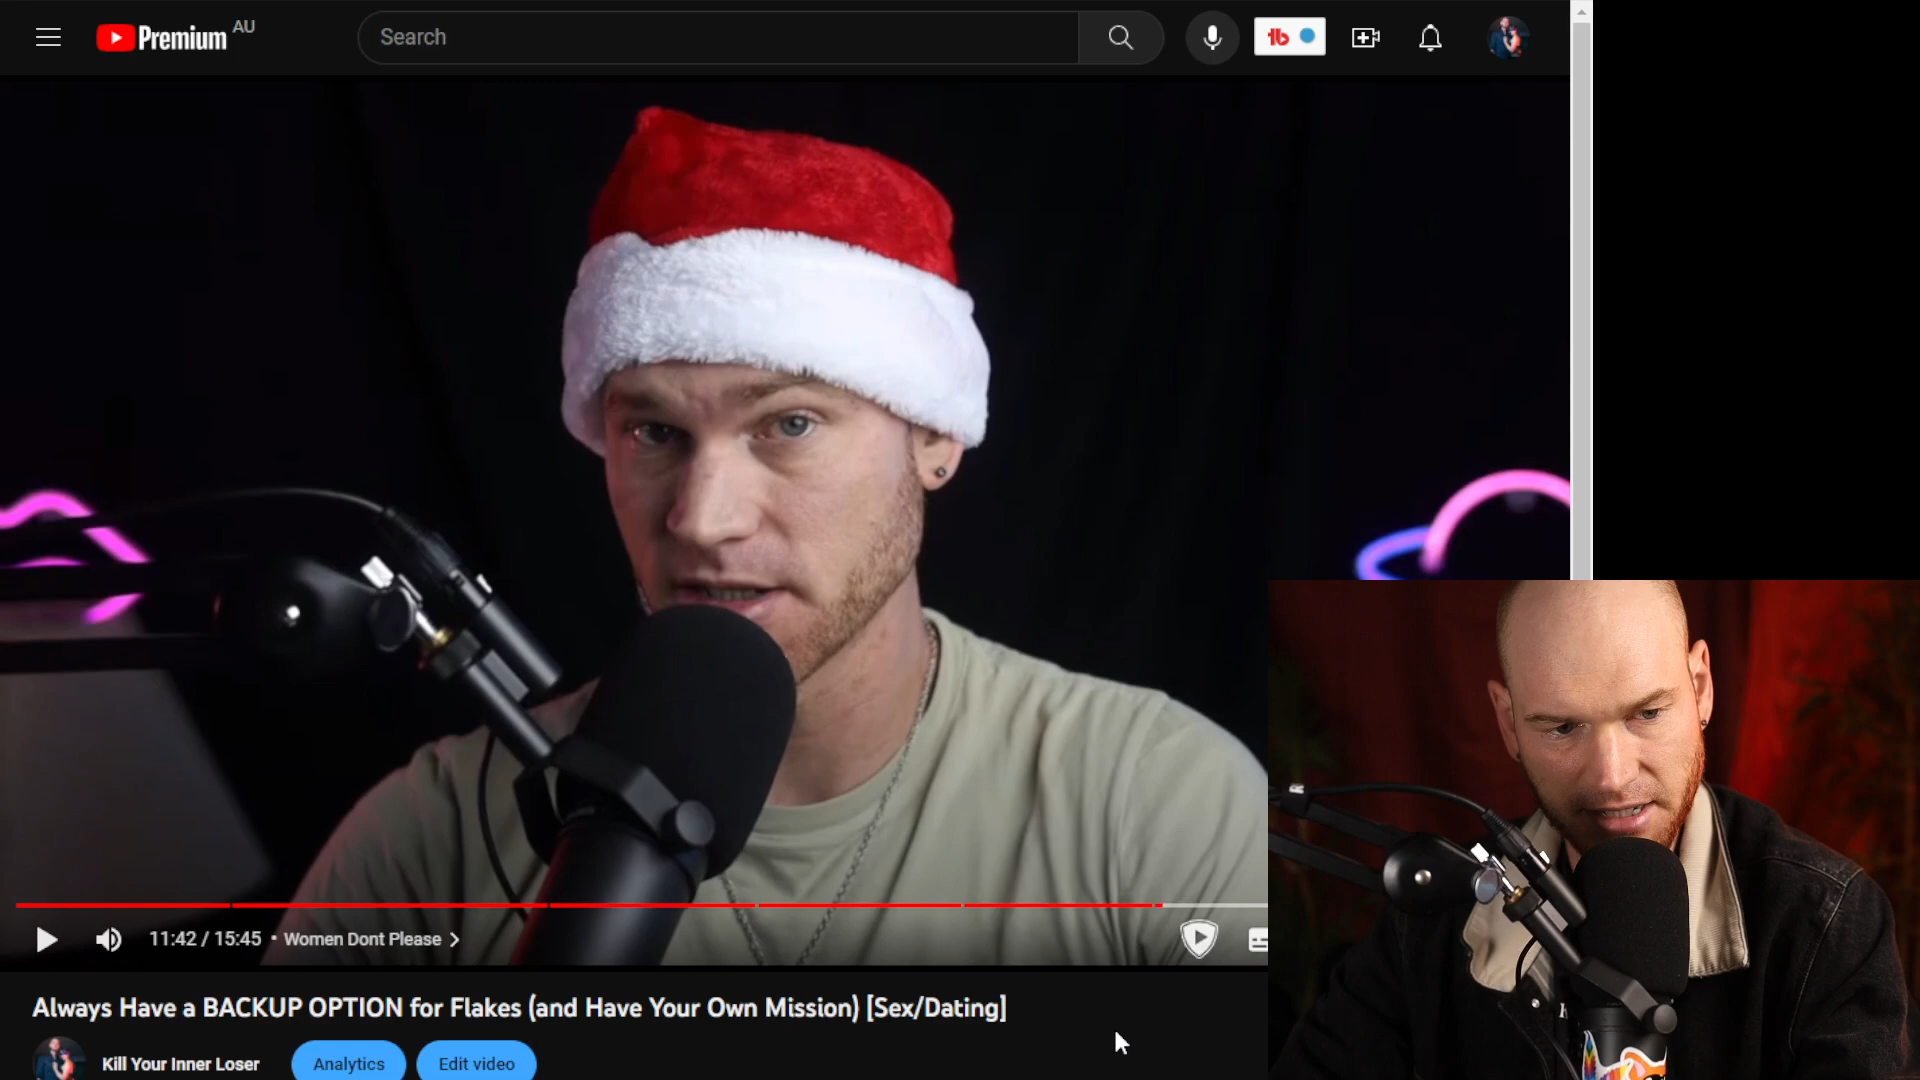 Premium AU
Search
11:42 / 15:45 • Women Dont Please
Always Have a BACKUP OPTION for Flakes (and Have Your Own Mission) [Sex/Dating]
Kill Your Inner Loser
Analytics
Edit video